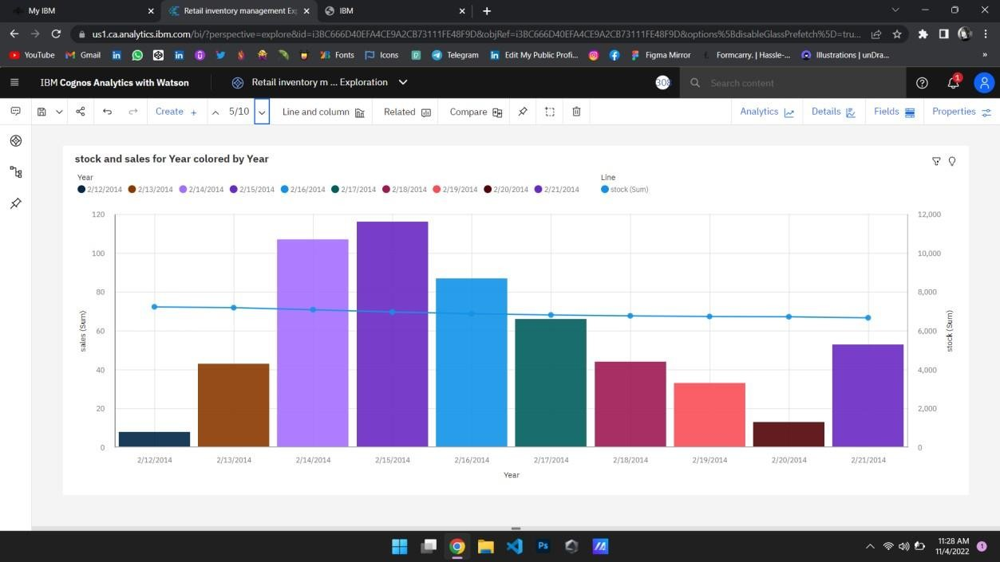 My IBM
Retail inventory management Exp
IBM
us1.ca.analytics.ibm.com/bi/?perspective=explore&id=i3BC666D40EFA4CE9A2CB73111FE48F9D&objRef=i3BC666D40EFA4CE9A2CB73111FE48F9D&options%5BdisableGlassPrefetch%5D=tru...
YouTube Gmail Fonts Icons Telegram Edit My Public Profi... Figma Mirror Formcarry. | Hassle-... Illustrations | unDra... »
IBM Cognos Analytics with Watson Retail inventory m ... Exploration 308 Search content 1
Create + 5/10 Line and column Related Compare Analytics Details Fields Properties
stock and sales for Year colored by Year
Year Line
2/12/2014 2/13/2014 2/14/2014 2/15/2014 2/16/2014 2/17/2014 2/18/2014 2/19/2014 2/20/2014 2/21/2014 stock (Sum)
120 12,000
100 10,000
80 8,000
60 6,000
40 4,000
20 2,000
0 0
sales (Sum)
stock (Sum)
2/12/2014 2/13/2014 2/14/2014 2/15/2014 2/16/2014 2/17/2014 2/18/2014 2/19/2014 2/20/2014 2/21/2014
Year
Ps
11:28 AM
11/4/2022
1